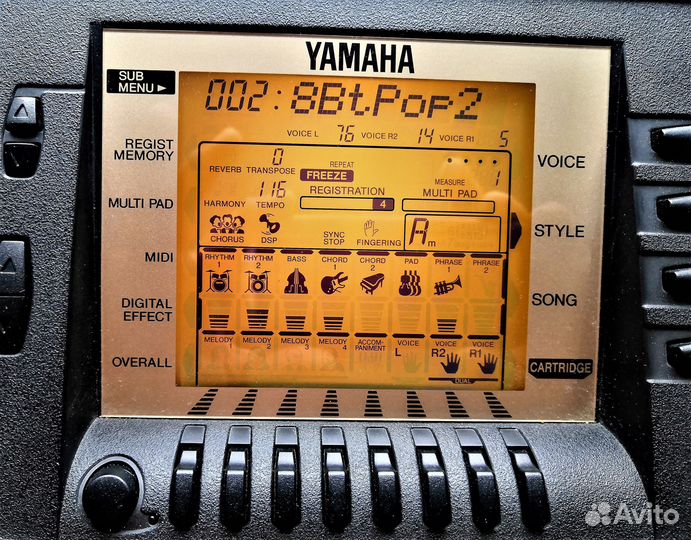 YAMAHA
SUB MENU ▶
002:8BtPop2
VOICE L 76 VOICE R2 14 VOICE R1 5
REGIST MEMORY
0
REVERB TRANSPOSE
REPEAT
FREEZE
REGISTRATION
4
MEASURE 1
MULTI PAD
VOICE
MULTI PAD
116
HARMONY TEMPO
CHORUS DSP
SYNC STOP
FINGERING
Am
STYLE
MIDI
RHYTHM 1 RHYTHM 2 BASS CHORD 1 CHORD 2 PAD PHRASE 1 PHRASE 2
DIGITAL EFFECT
SONG
MELODY 1 MELODY 2 MELODY 3 MELODY 4 ACCOM-PANIMENT VOICE L VOICE R2 VOICE R1
DUAL
OVERALL
CARTRIDGE
Avito